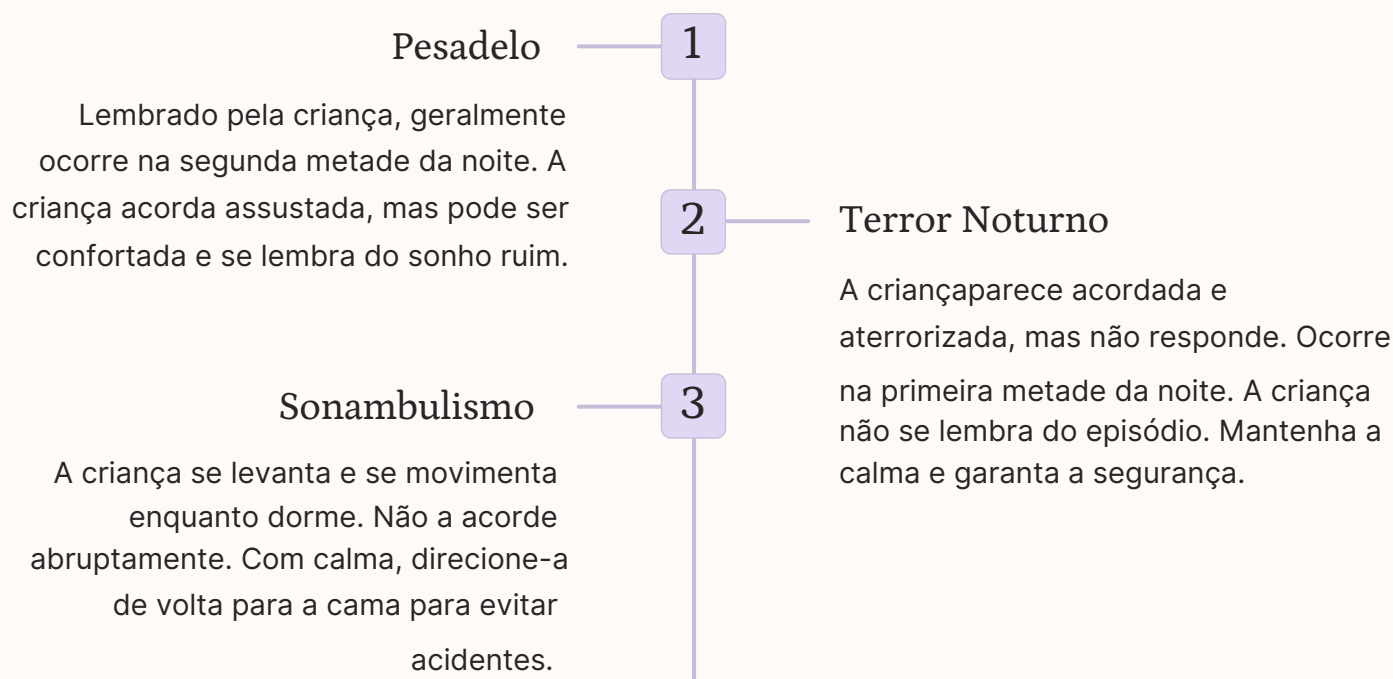 Pesadelo
1
Lembrado pela criança, geralmente
ocorre na segunda metade da noite. A
criança acorda assustada, mas pode ser
confortada e se lembra do sonho ruim.
2
Terror Noturno
A criançaparece acordada e
aterrorizada, mas não responde. Ocorre
na primeira metade da noite. A criança
não se lembra do episódio. Mantenha a
calma e garanta a segurança.
Sonambulismo
3
A criança se levanta e se movimenta
enquanto dorme. Não a acorde
abruptamente. Com calma, direcione-a
de volta para a cama para evitar
acidentes.